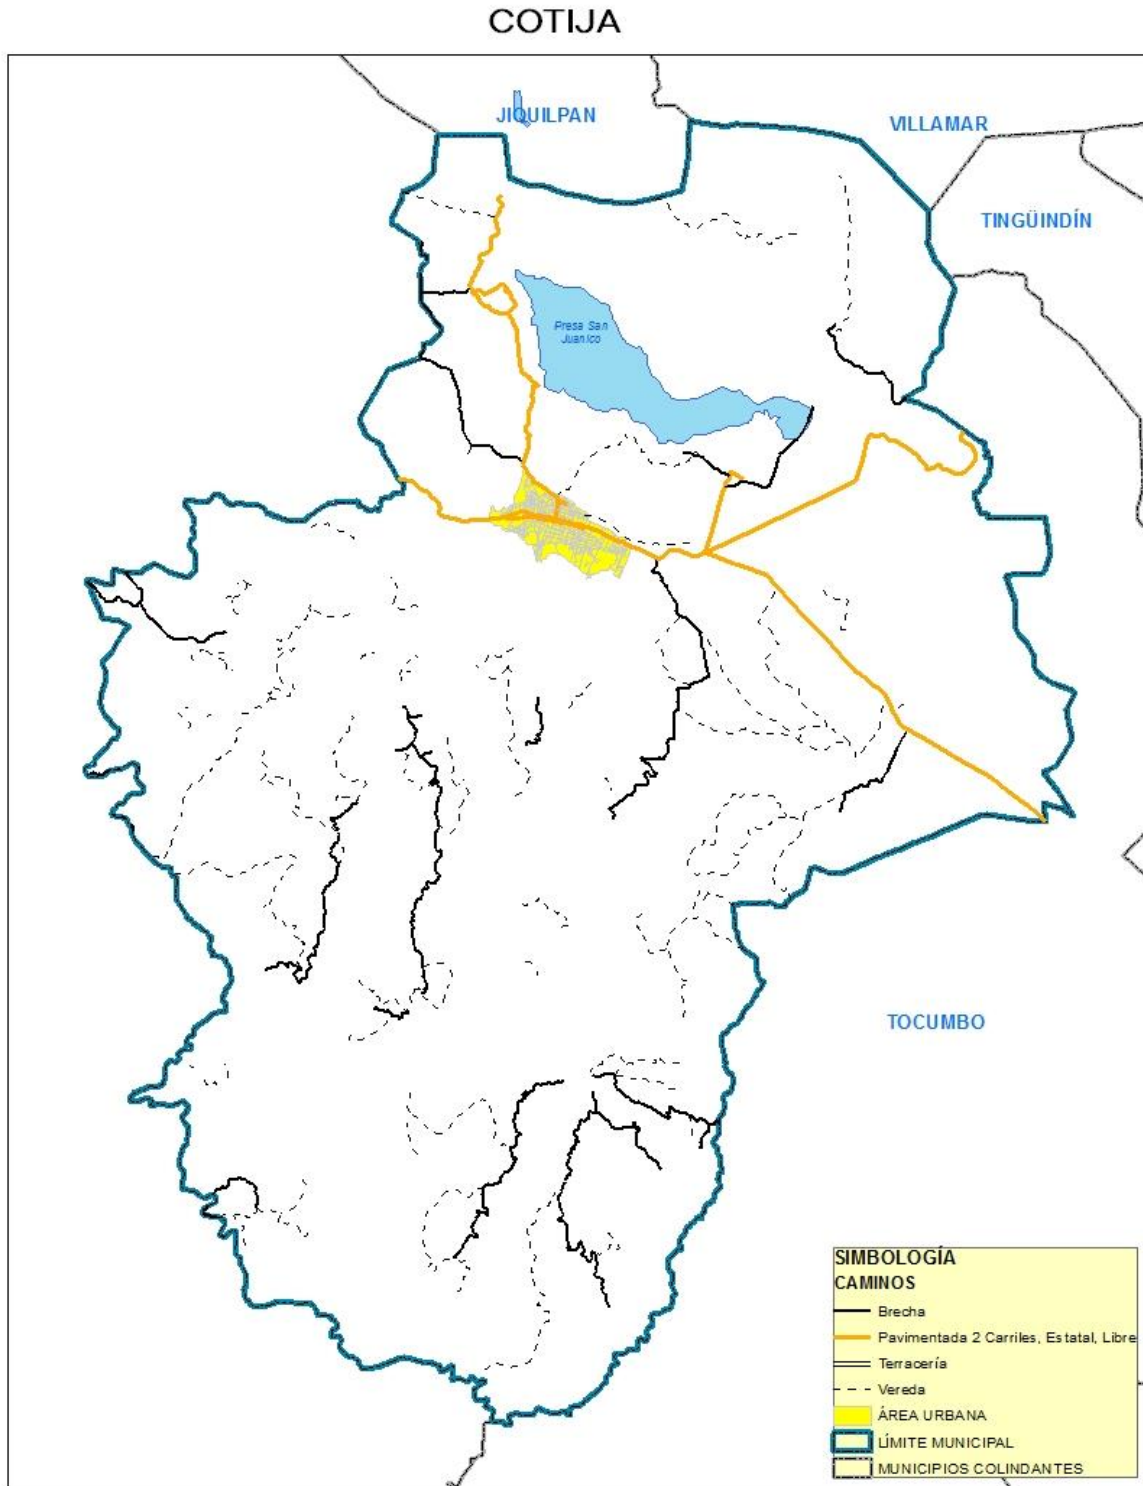 COTIJA
JIQUILPAN
VILLAMAR
TINGÜINDÍN
Presa San
Juanico
TOCUMBO
SIMBOLOGÍA
CAMINOS
Brecha
Pavimentada 2 Carriles, Estatal, Libre
Terracería
Vereda
ÁREA URBANA
LÍMITE MUNICIPAL
MUNICIPIOS COLINDANTES